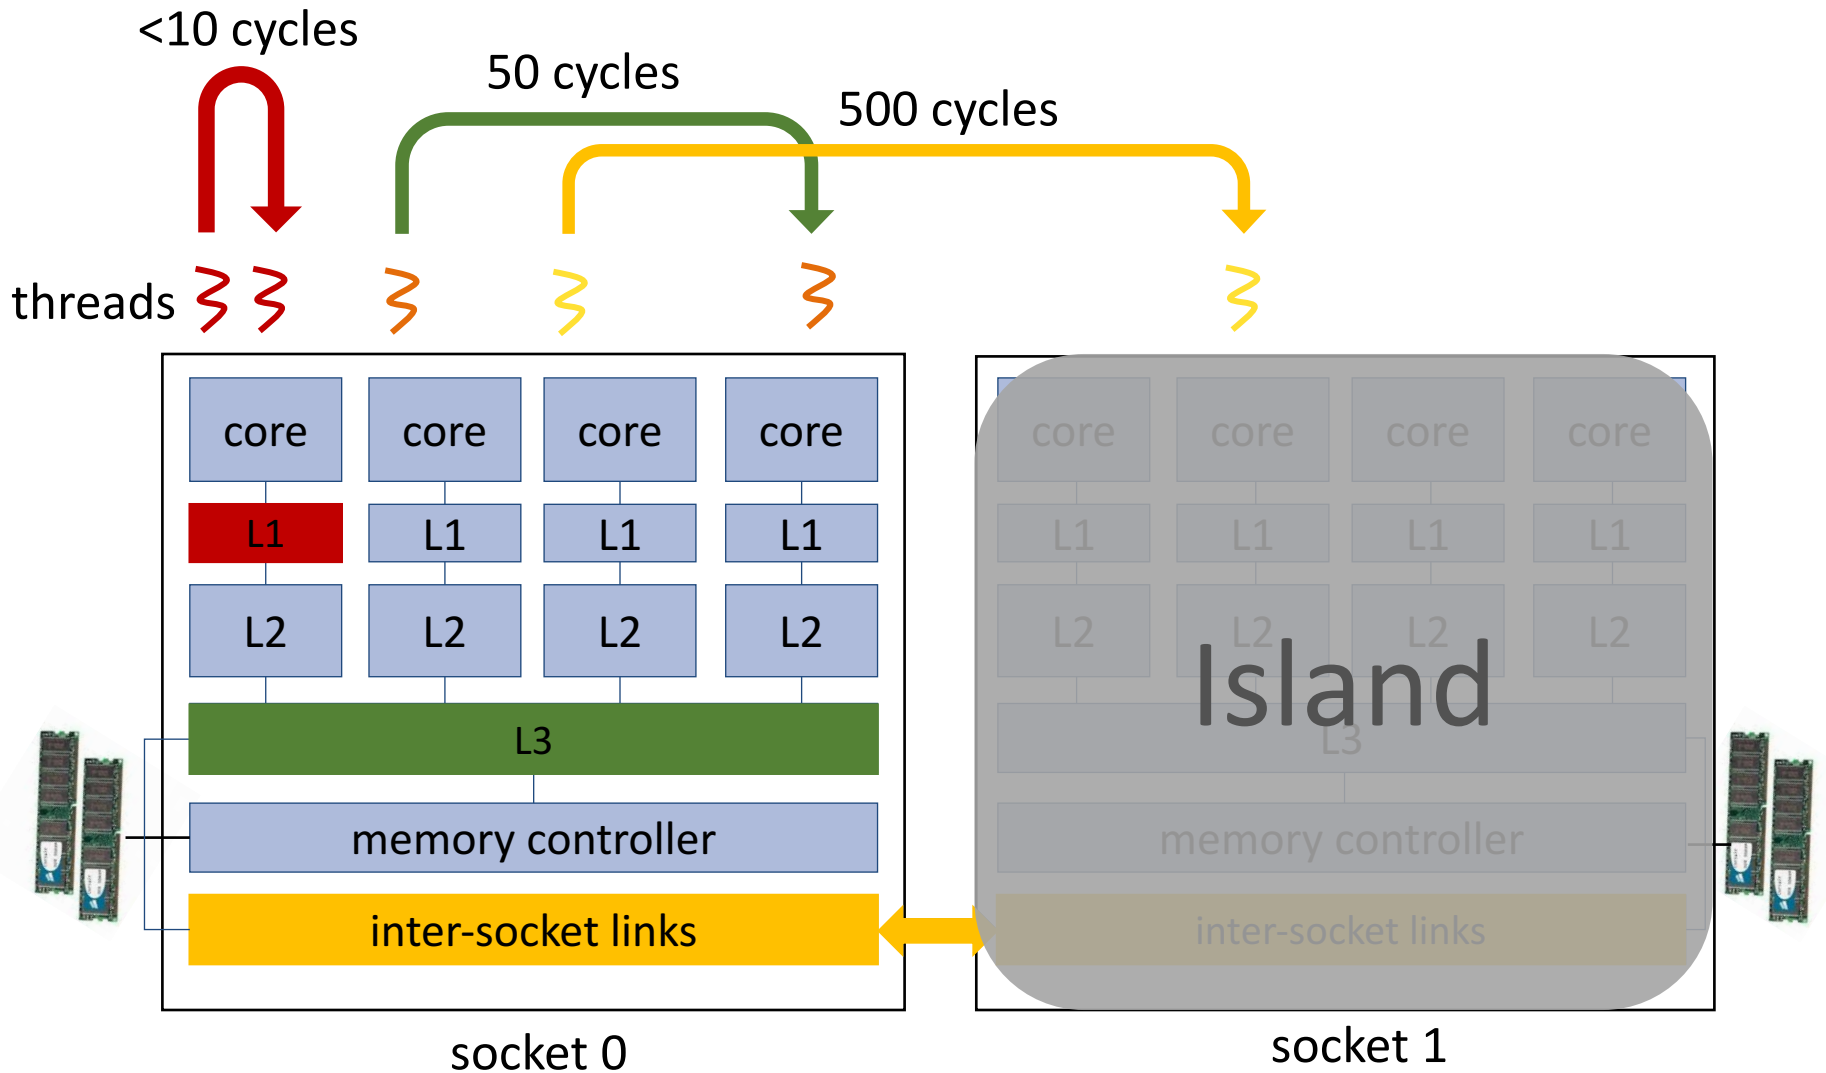 <10 cycles
50 cycles
500 cycles
threads
core core core core
L1 L1 L1 L1
L2 L2 L2 L2
L3
memory controller
inter-socket links
socket 0
core core core core
L1 L1 L1 L1
L2 L2 L2 L2
Island
L3
memory controller
inter-socket links
socket 1